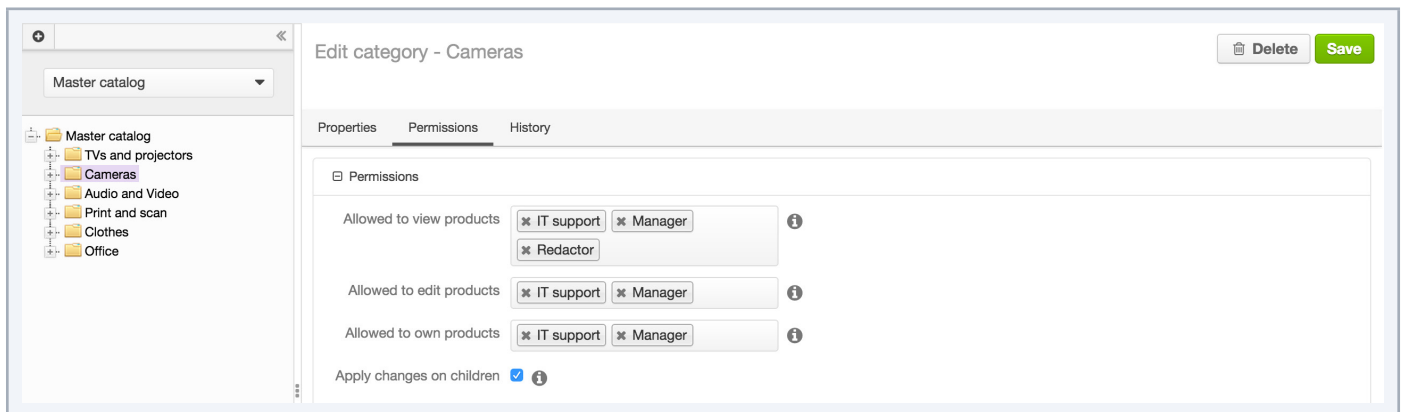 Edit category - Cameras
Delete
Save
Master catalog
Properties Permissions History
Master catalog
TVs and projectors
Cameras
Audio and Video
Print and scan
Clothes
Office
Permissions
Allowed to view products IT support Manager
Redactor
Allowed to edit products IT support Manager
Allowed to own products IT support Manager
Apply changes on children